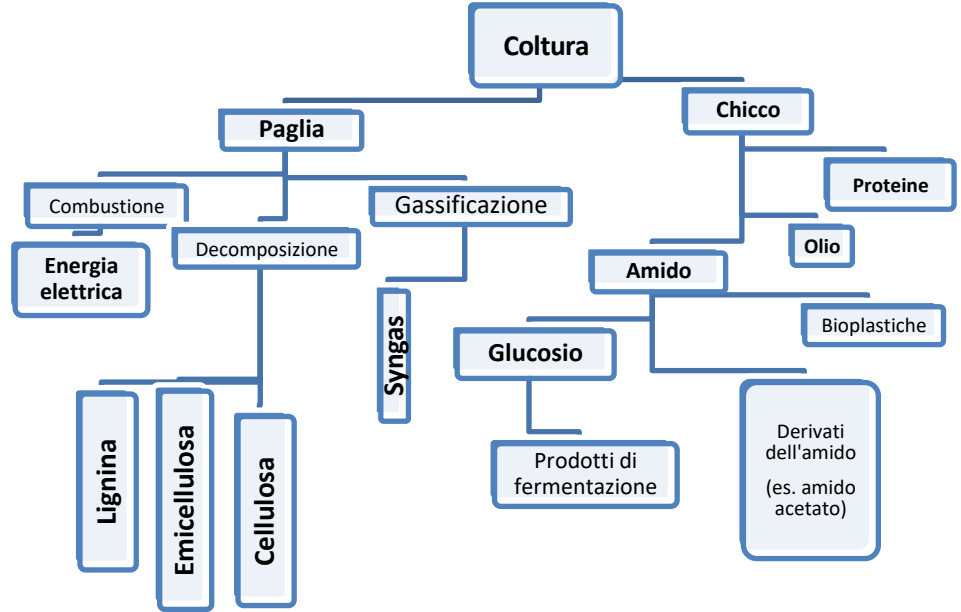 Coltura
Paglia
Chicco
Combustione
Gassificazione
Proteine
Energia
elettrica
Decomposizione
Olio
Amido
Syngas
Glucosio
Bioplastiche
Lignina
Emicellulosa
Cellulosa
Prodotti di
fermentazione
Derivati
dell'amido
(es. amido
acetato)